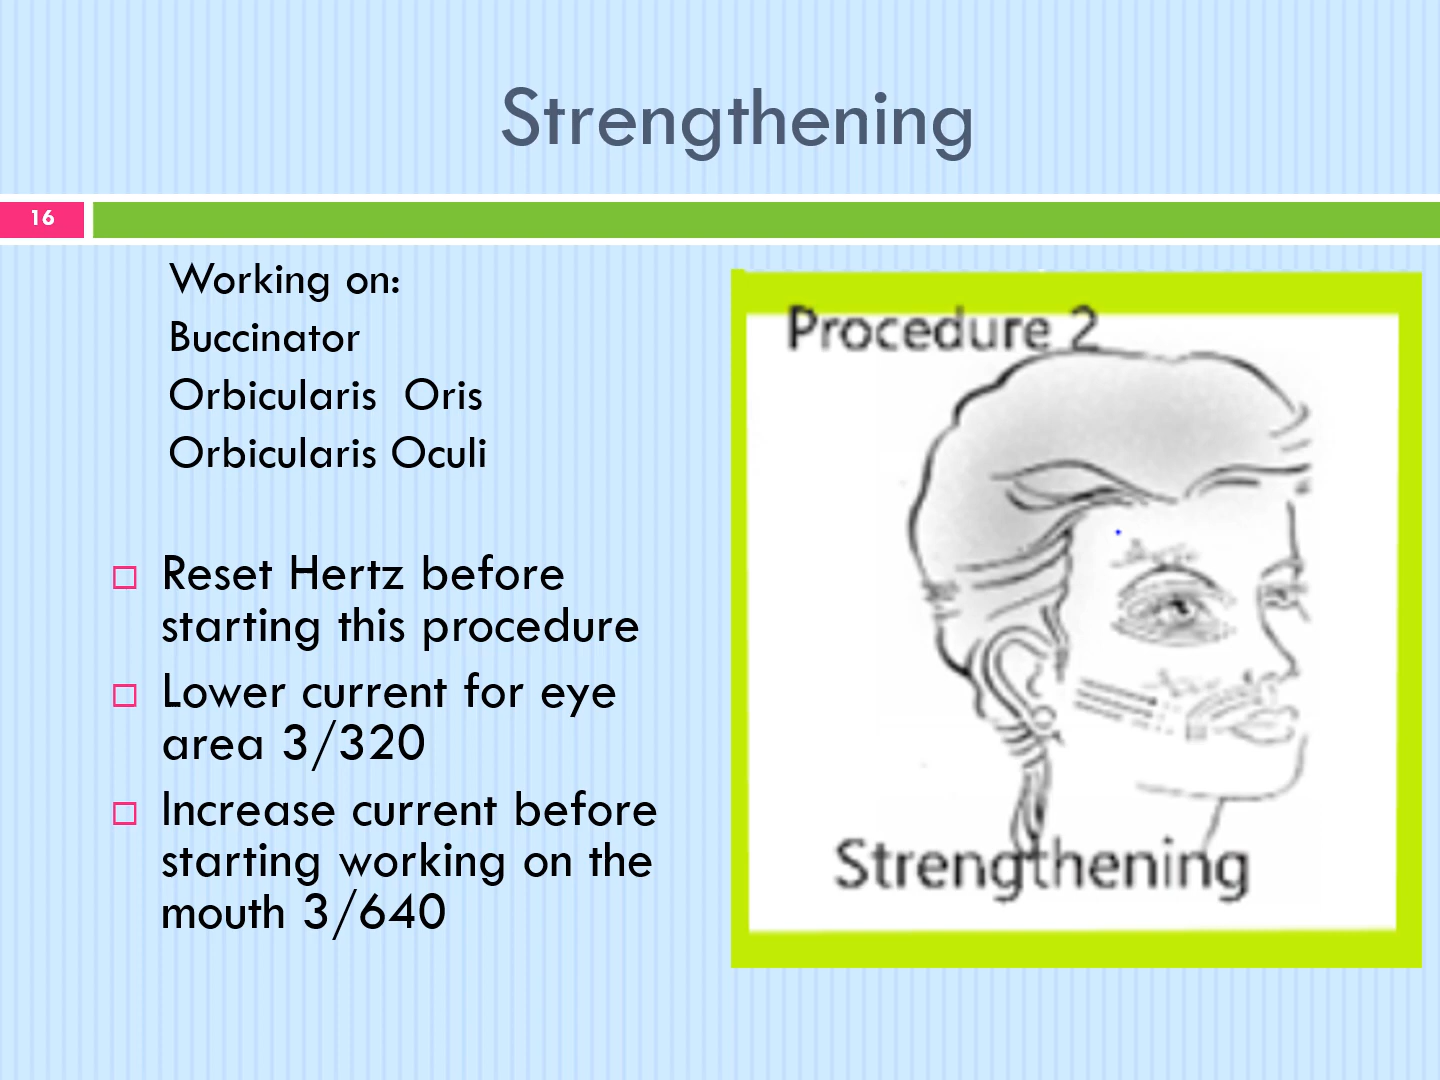 Strengthening
16
Working on:
Buccinator
Orbicularis Oris
Orbicularis Oculi
Reset Hertz before
starting this procedure
Lower current for eye
area 3/320
Increase current before
starting working on the
mouth 3/640
Procedure 2
Strengthening